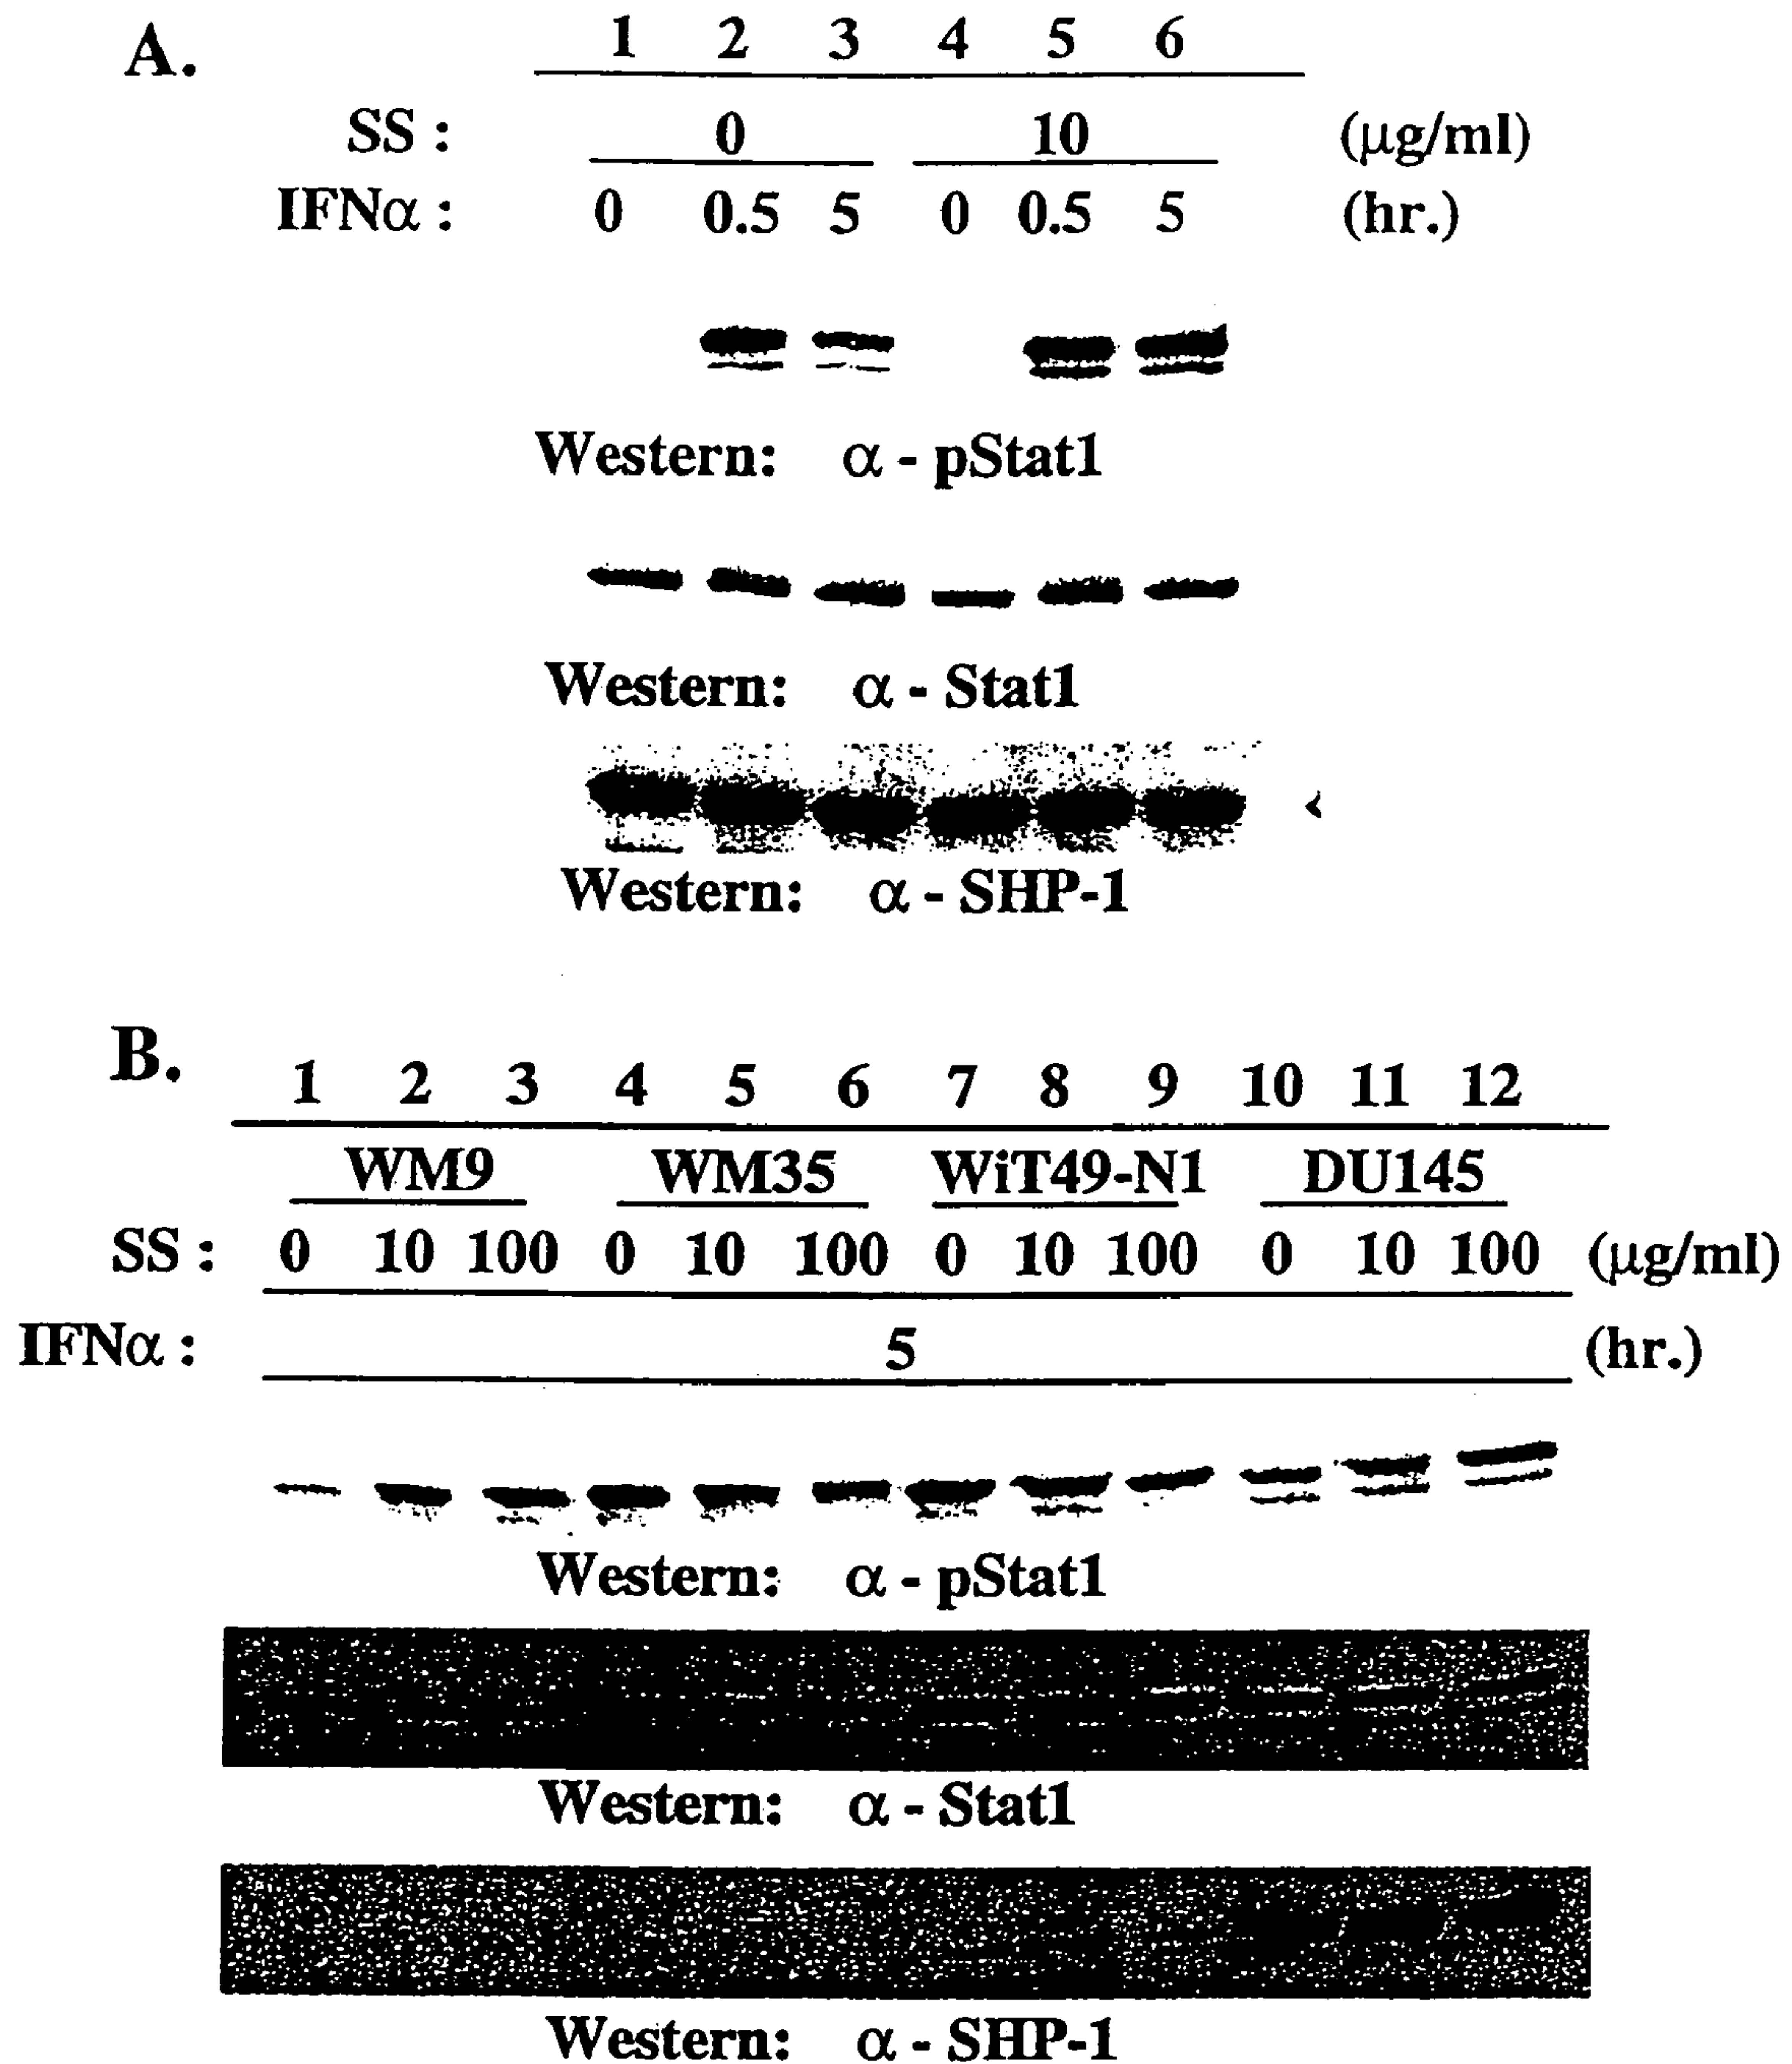 A.
1 2 3 4 5 6
SS : 0 10 (μg/ml)
IFNα : 0 0.5 5 0 0.5 5 (hr.)
Western: α - pStat1
Western: α - Stat1
Western: α - SHP-1
B.
1 2 3 4 5 6 7 8 9 10 11 12
WM9 WM35 WiT49-N1 DU145
SS : 0 10 100 0 10 100 0 10 100 0 10 100 (μg/ml)
IFNα : 5 (hr.)
Western: α - pStat1
Western: α - Stat1
Western: α - SHP-1